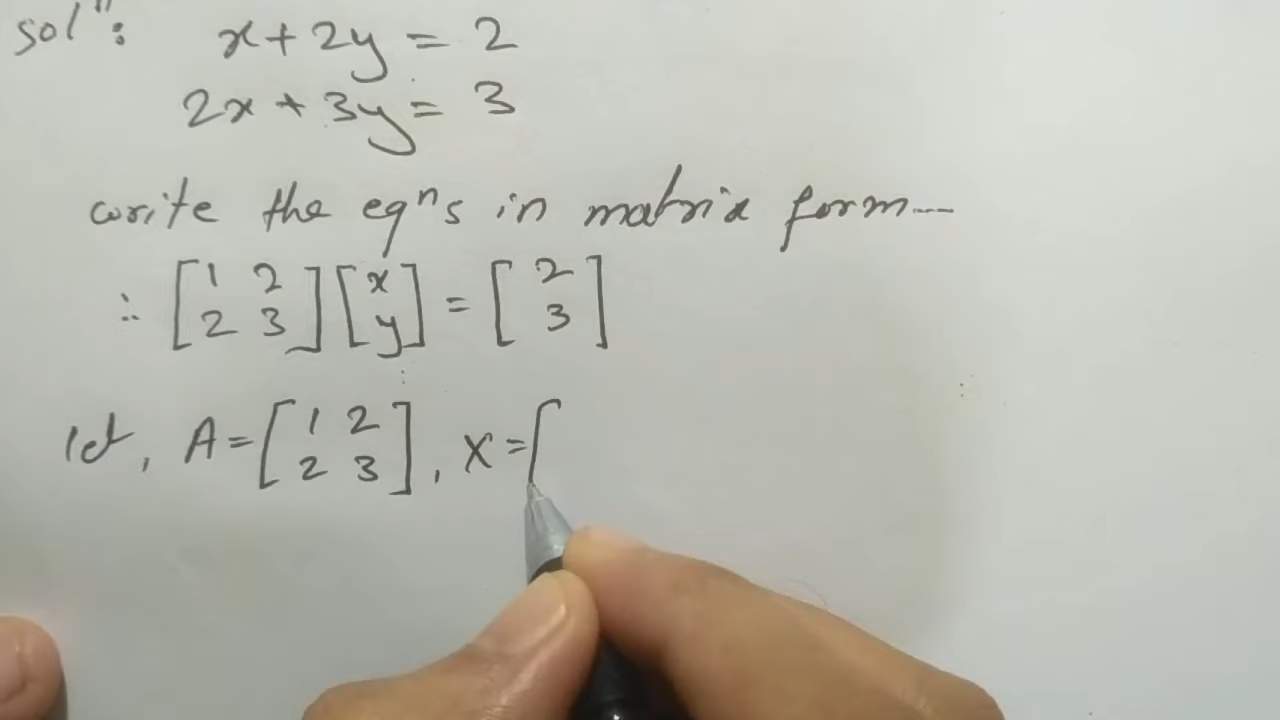 solⁿ: x + 2y = 2
2x + 3y = 3
write the eqⁿs in matrix form---
∴ [1 2; 2 3] [x; y] = [2; 3]
let, A = [1 2; 2 3], X = [